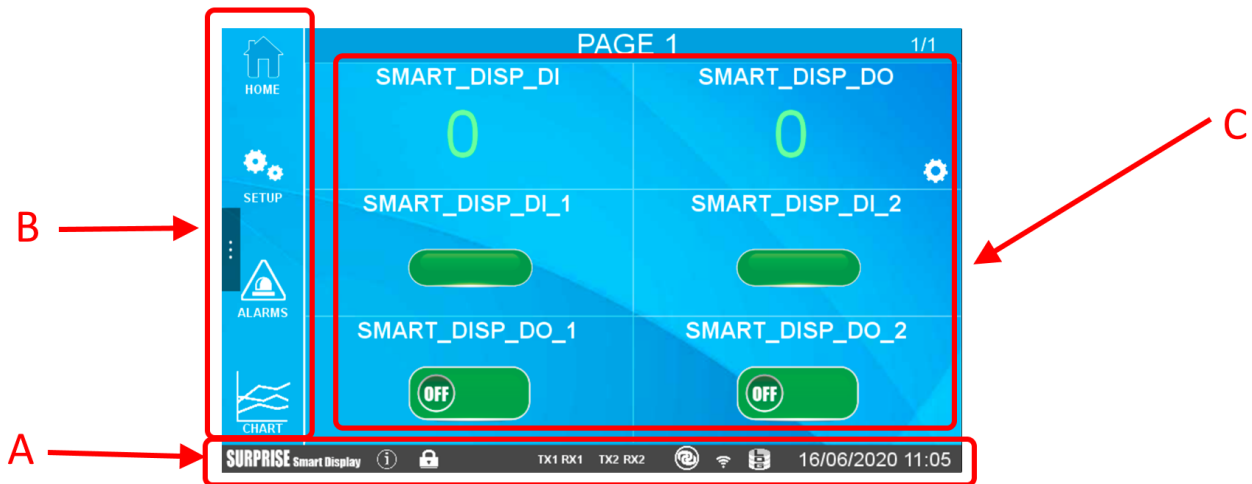 PAGE 1 1/1
HOME
SMART_DISP_DI SMART_DISP_DO
0 0
C
SETUP
SMART_DISP_DI_1 SMART_DISP_DI_2
B
ALARMS
SMART_DISP_DO_1 SMART_DISP_DO_2
OFF OFF
CHART
A
SURPRISE Smart Display TX1 RX1 TX2 RX2 16/06/2020 11:05